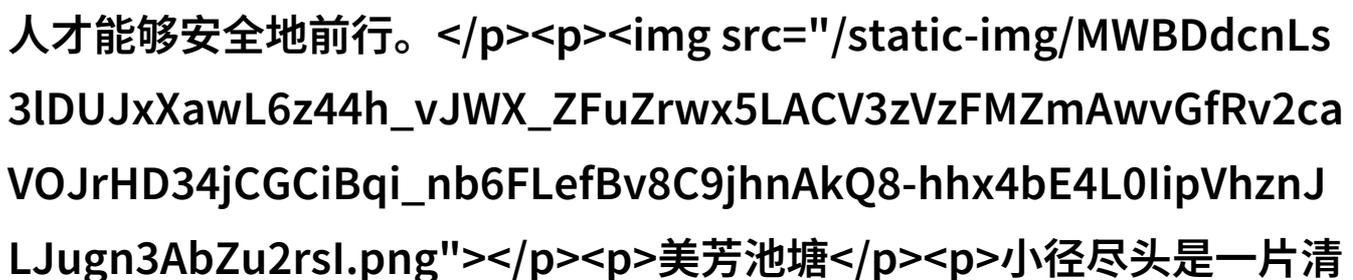 人才能够安全地前行。</p><p><img src="/static-img/MWBDdcnLs
3lDUJxXawL6z44h_vJWX_ZFuZrwx5LACV3zVzFMZmAwvGfRv2ca
VOJrHD34jCGCiBqi_nb6FLefBv8C9jhnAkQ8-hhx4bE4L0IipVhznJ
LJugn3AbZu2rsI.png"></p><p>美芳池塘</p><p>小径尽头是一片清